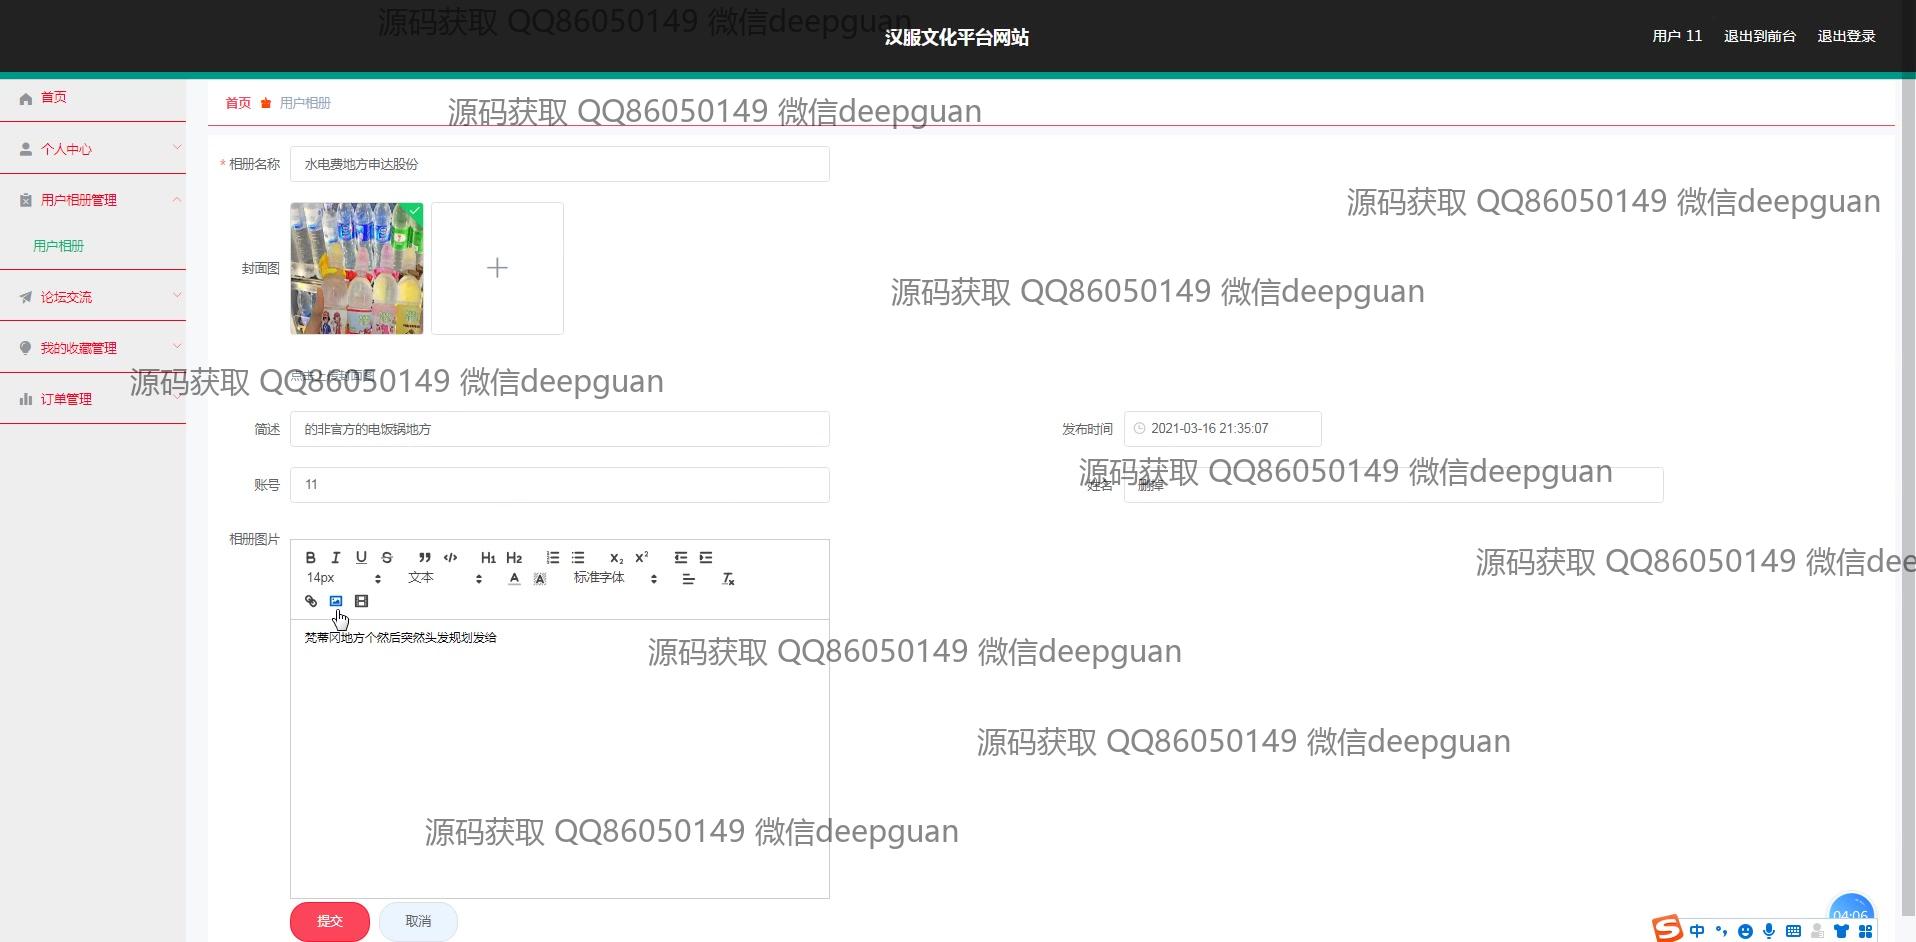 源码获取 QQ86050149 微信deepguan
汉服文化平台网站
用户 11 退出到前台 退出登录
首页
个人中心
用户相册管理
用户相册
论坛交流
我的收藏管理
订单管理
首页 用户相册
源码获取 QQ86050149 微信deepguan
* 相册名称 水电费地方申达股份
源码获取 QQ86050149 微信deepguan
封面图
源码获取 QQ86050149 微信deepguan
点击上传封面图
源码获取 QQ86050149 微信deepguan
简述 的非官方的电饭锅地方
发布时间 2021-03-16 21:35:07
源码获取 QQ86050149 微信deepguan
账号 11
姓名 删掉
相册图片
源码获取 QQ86050149 微信dee
B I U S H1 H2 X₂ X²
14px 文本 A A 标准字体 Tx
梵蒂冈地方个然后突然头发规划发给
源码获取 QQ86050149 微信deepguan
源码获取 QQ86050149 微信deepguan
源码获取 QQ86050149 微信deepguan
提交 取消
04:06
中